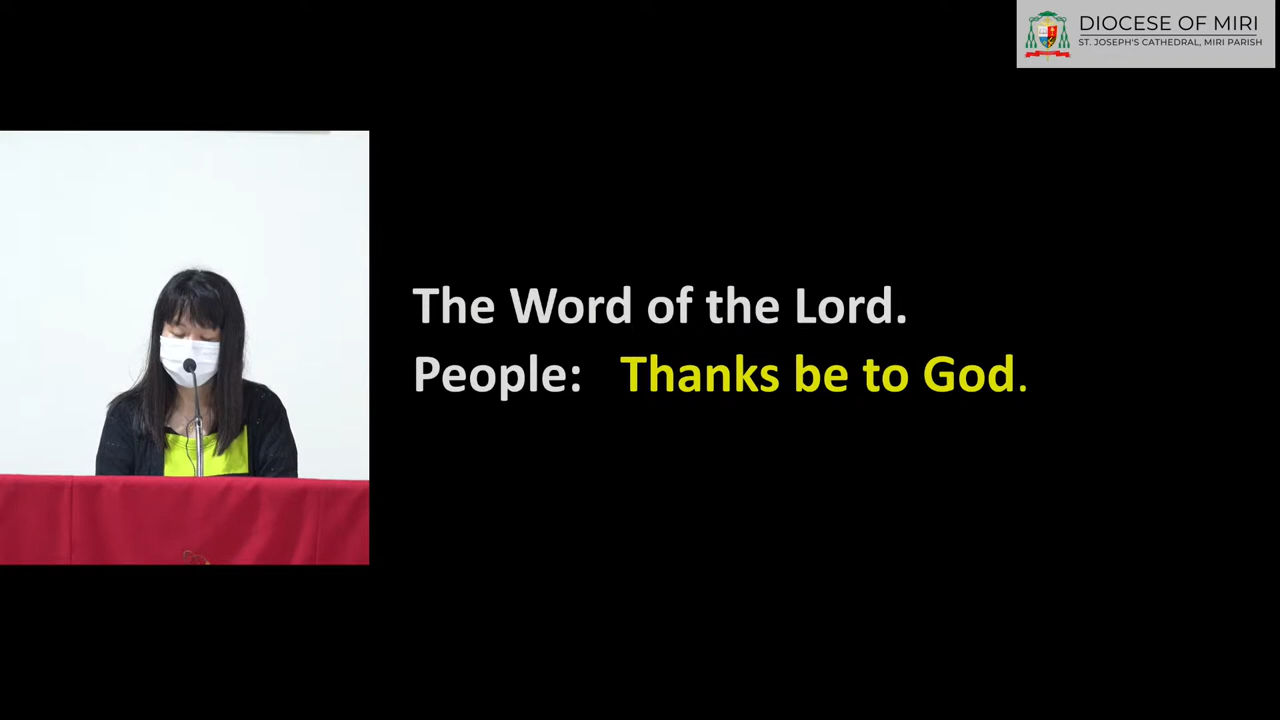 DIOCESE OF MIRI
ST. JOSEPH'S CATHEDRAL, MIRI PARISH
The Word of the Lord.
People: Thanks be to God.